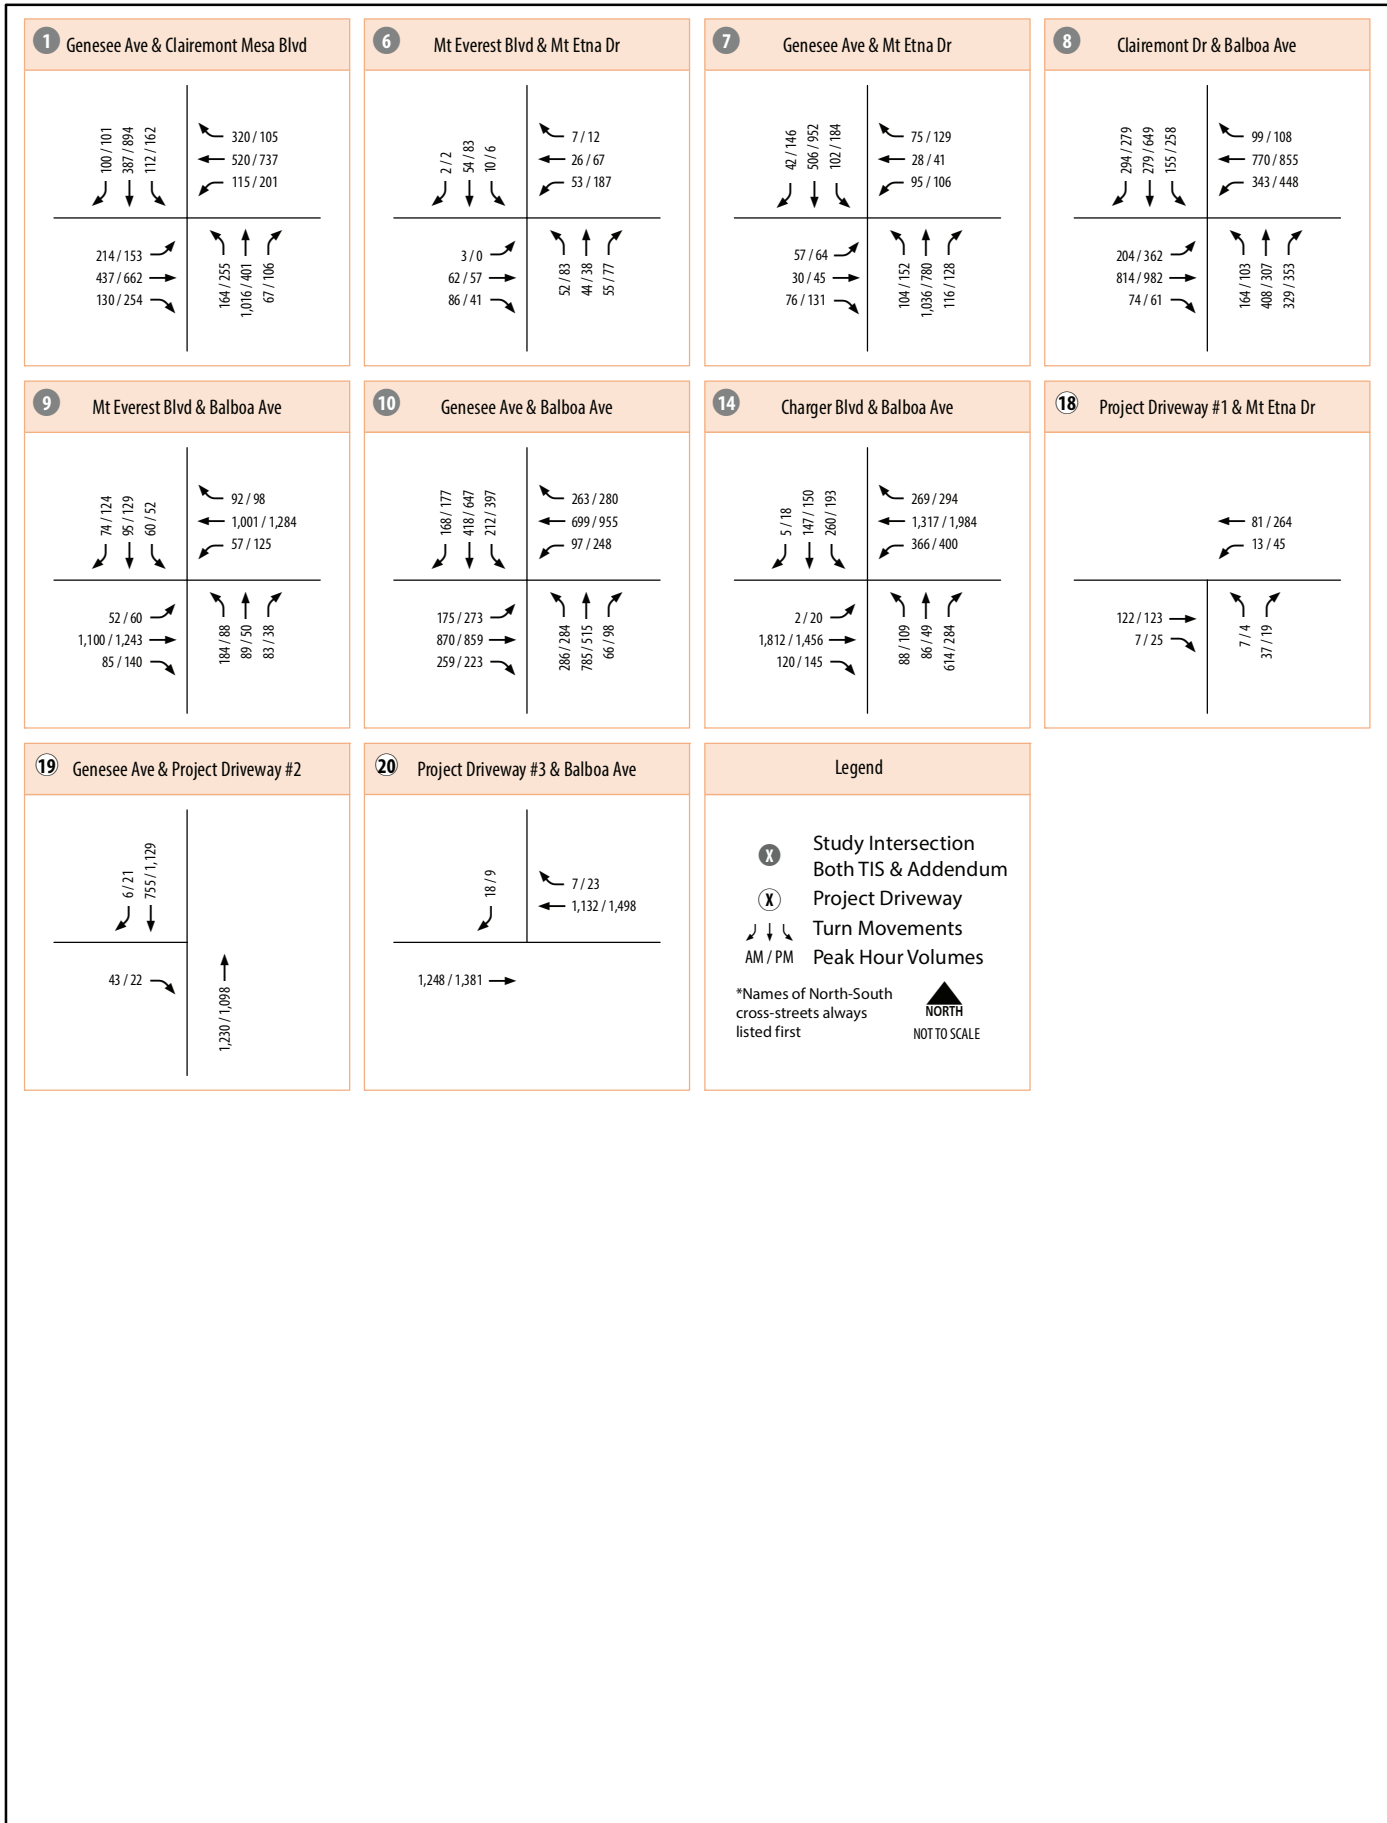 1 Genesee Ave & Clairemont Mesa Blvd
100 / 101
387 / 894
112 / 162
320 / 105
520 / 737
115 / 201
214 / 153
437 / 662
130 / 254
164 / 255
1,016 / 401
67 / 106
6 Mt Everest Blvd & Mt Etna Dr
2 / 2
54 / 83
10 / 6
7 / 12
26 / 67
53 / 187
3 / 0
62 / 57
86 / 41
52 / 83
44 / 38
55 / 77
7 Genesee Ave & Mt Etna Dr
42 / 146
506 / 952
102 / 184
75 / 129
28 / 41
95 / 106
57 / 64
30 / 45
76 / 131
104 / 152
1,036 / 780
116 / 128
8 Clairemont Dr & Balboa Ave
294 / 279
279 / 649
155 / 258
99 / 108
770 / 855
343 / 448
204 / 362
814 / 982
74 / 61
164 / 103
408 / 307
329 / 353
9 Mt Everest Blvd & Balboa Ave
74 / 124
95 / 129
60 / 52
92 / 98
1,001 / 1,284
57 / 125
52 / 60
1,100 / 1,243
85 / 140
184 / 88
89 / 50
83 / 38
10 Genesee Ave & Balboa Ave
168 / 177
418 / 647
212 / 397
263 / 280
699 / 955
97 / 248
175 / 273
870 / 859
259 / 223
286 / 284
785 / 515
66 / 98
14 Charger Blvd & Balboa Ave
5 / 18
147 / 150
260 / 193
269 / 294
1,317 / 1,984
366 / 400
2 / 20
1,812 / 1,456
120 / 145
88 / 109
86 / 49
614 / 284
18 Project Driveway #1 & Mt Etna Dr
81 / 264
13 / 45
122 / 123
7 / 25
7 / 4
37 / 19
19 Genesee Ave & Project Driveway #2
6 / 21
755 / 1,129
43 / 22
1,230 / 1,098
20 Project Driveway #3 & Balboa Ave
18 / 9
7 / 23
1,132 / 1,498
1,248 / 1,381
Legend
X Study Intersection
Both TIS & Addendum
X Project Driveway
Turn Movements
AM / PM Peak Hour Volumes
*Names of North-South
cross-streets always
listed first
NORTH
NOT TO SCALE